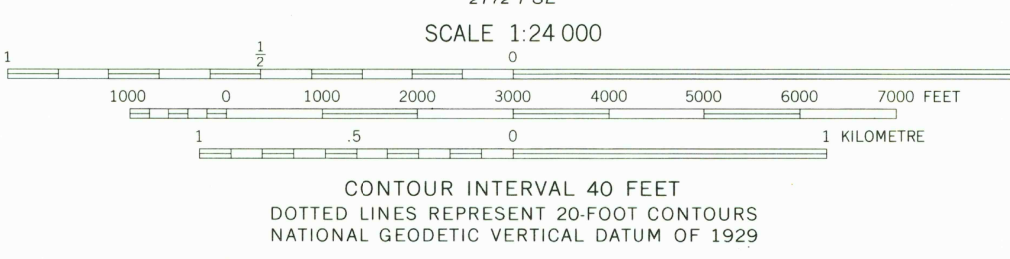 SCALE 1:24 000
1 ½ 0
1000 0 1000 2000 3000 4000 5000 6000 7000 FEET
1 .5 0 1 KILOMETRE
CONTOUR INTERVAL 40 FEET
DOTTED LINES REPRESENT 20-FOOT CONTOURS
NATIONAL GEODETIC VERTICAL DATUM OF 1929